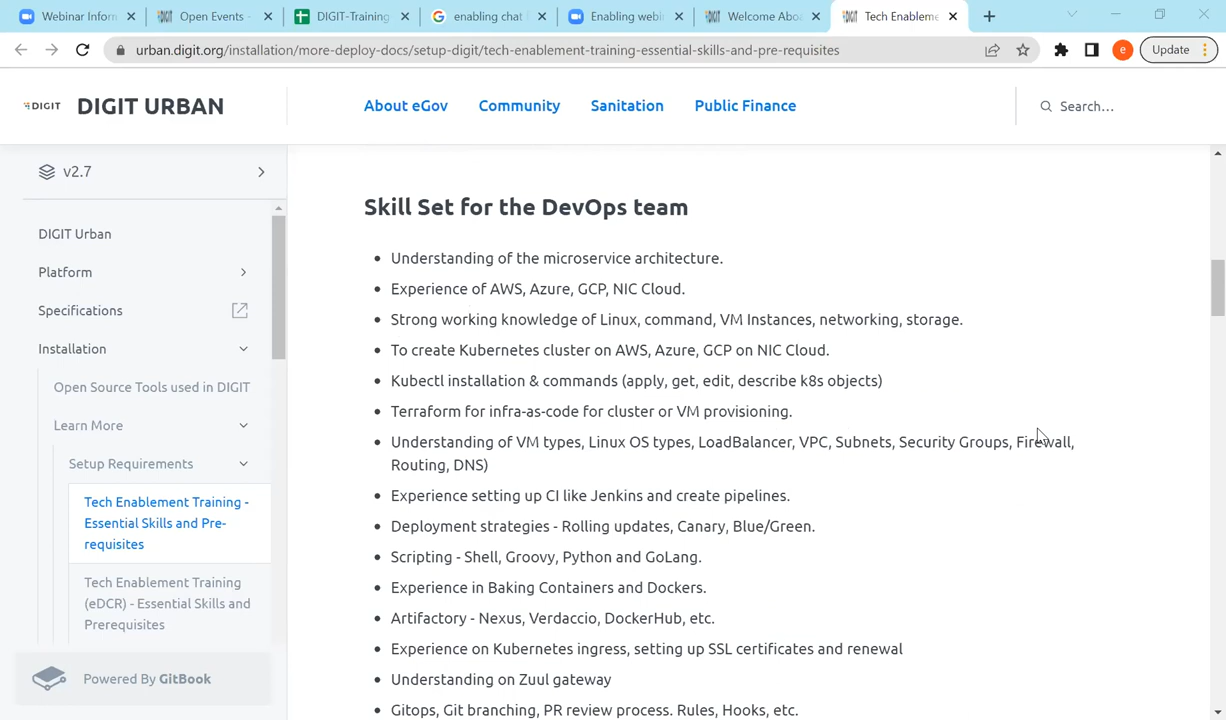 Webinar Inforn
Open Events -
DIGIT-Training
enabling chat i
Enabling webi
Welcome Aboa
Tech Enableme
urban.digit.org/installation/more-deploy-docs/setup-digit/tech-enablement-training-essential-skills-and-pre-requisites
e
Update
DIGIT
DIGIT URBAN
About eGov
Community
Sanitation
Public Finance
Search...
v2.7
DIGIT Urban
Platform
Specifications
Installation
Open Source Tools used in DIGIT
Learn More
Setup Requirements
Tech Enablement Training -
Essential Skills and Pre-
requisites
Tech Enablement Training
(eDCR) - Essential Skills and
Prerequisites
Powered By GitBook
Skill Set for the DevOps team
Understanding of the microservice architecture.
Experience of AWS, Azure, GCP, NIC Cloud.
Strong working knowledge of Linux, command, VM Instances, networking, storage.
To create Kubernetes cluster on AWS, Azure, GCP on NIC Cloud.
Kubectl installation & commands (apply, get, edit, describe k8s objects)
Terraform for infra-as-code for cluster or VM provisioning.
Understanding of VM types, Linux OS types, LoadBalancer, VPC, Subnets, Security Groups, Firewall,
Routing, DNS)
Experience setting up CI like Jenkins and create pipelines.
Deployment strategies - Rolling updates, Canary, Blue/Green.
Scripting - Shell, Groovy, Python and GoLang.
Experience in Baking Containers and Dockers.
Artifactory - Nexus, Verdaccio, DockerHub, etc.
Experience on Kubernetes ingress, setting up SSL certificates and renewal
Understanding on Zuul gateway
Gitops, Git branching, PR review process. Rules, Hooks, etc.